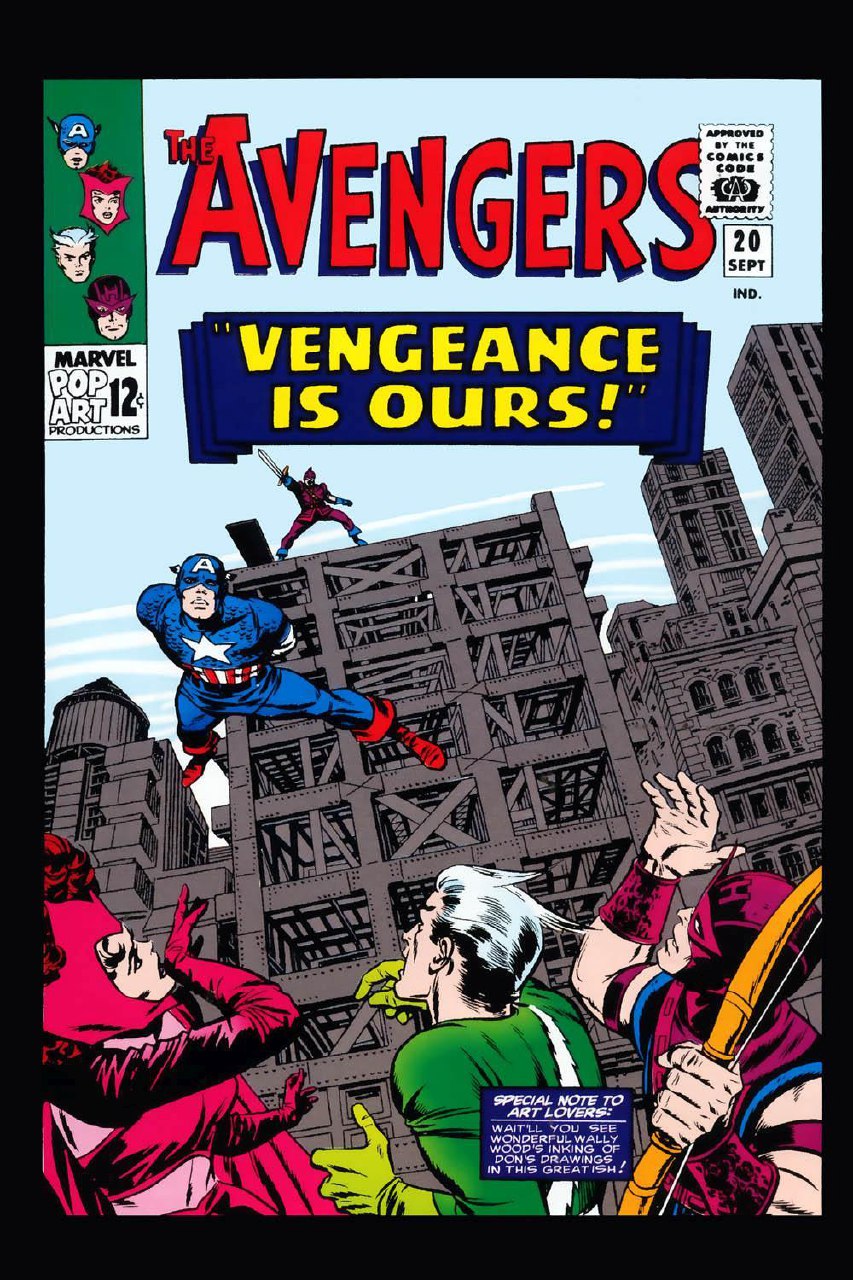 THE AVENGERS
APPROVED
BY THE
COMICS
CODE
CA
AUTHORITY
20
SEPT
IND.
"VENGEANCE
IS OURS!"
A
MARVEL
POP
ART
12¢
PRODUCTIONS
A
H
SPECIAL NOTE TO
ART LOVERS:
WAIT'LL YOU SEE
WONDERFUL WALLY
WOOD'S INKING OF
DON'S DRAWINGS
IN THIS GREAT ISH!